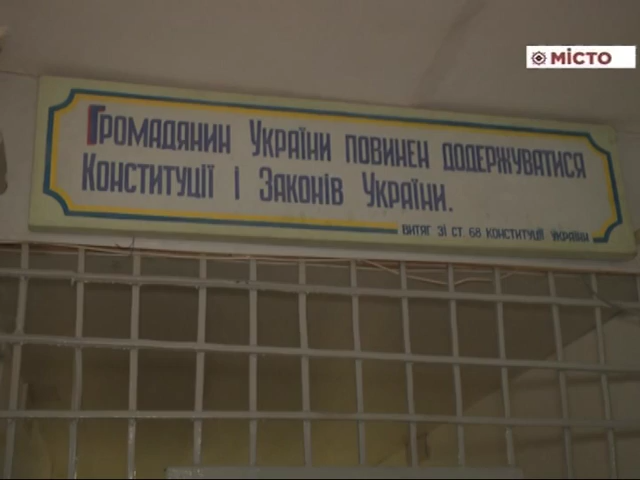 МІСТО
Громадянин України повинен додержуватися
Конституції і Законів України.
витяг зі ст. 68 Конституції України